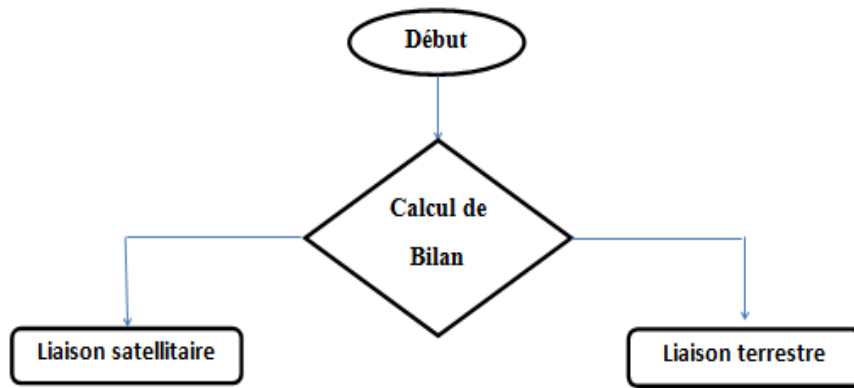 Début
Calcul de
Bilan
Liaison satellitaire
Liaison terrestre